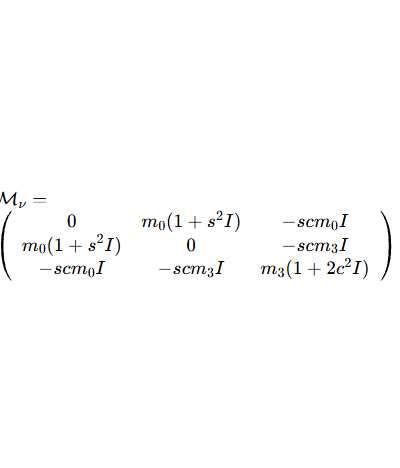 ℳ_ν =
( 0 m₀(1 + s²I) −scm₀I
m₀(1 + s²I) 0 −scm₃I
−scm₀I −scm₃I m₃(1 + 2c²I) )